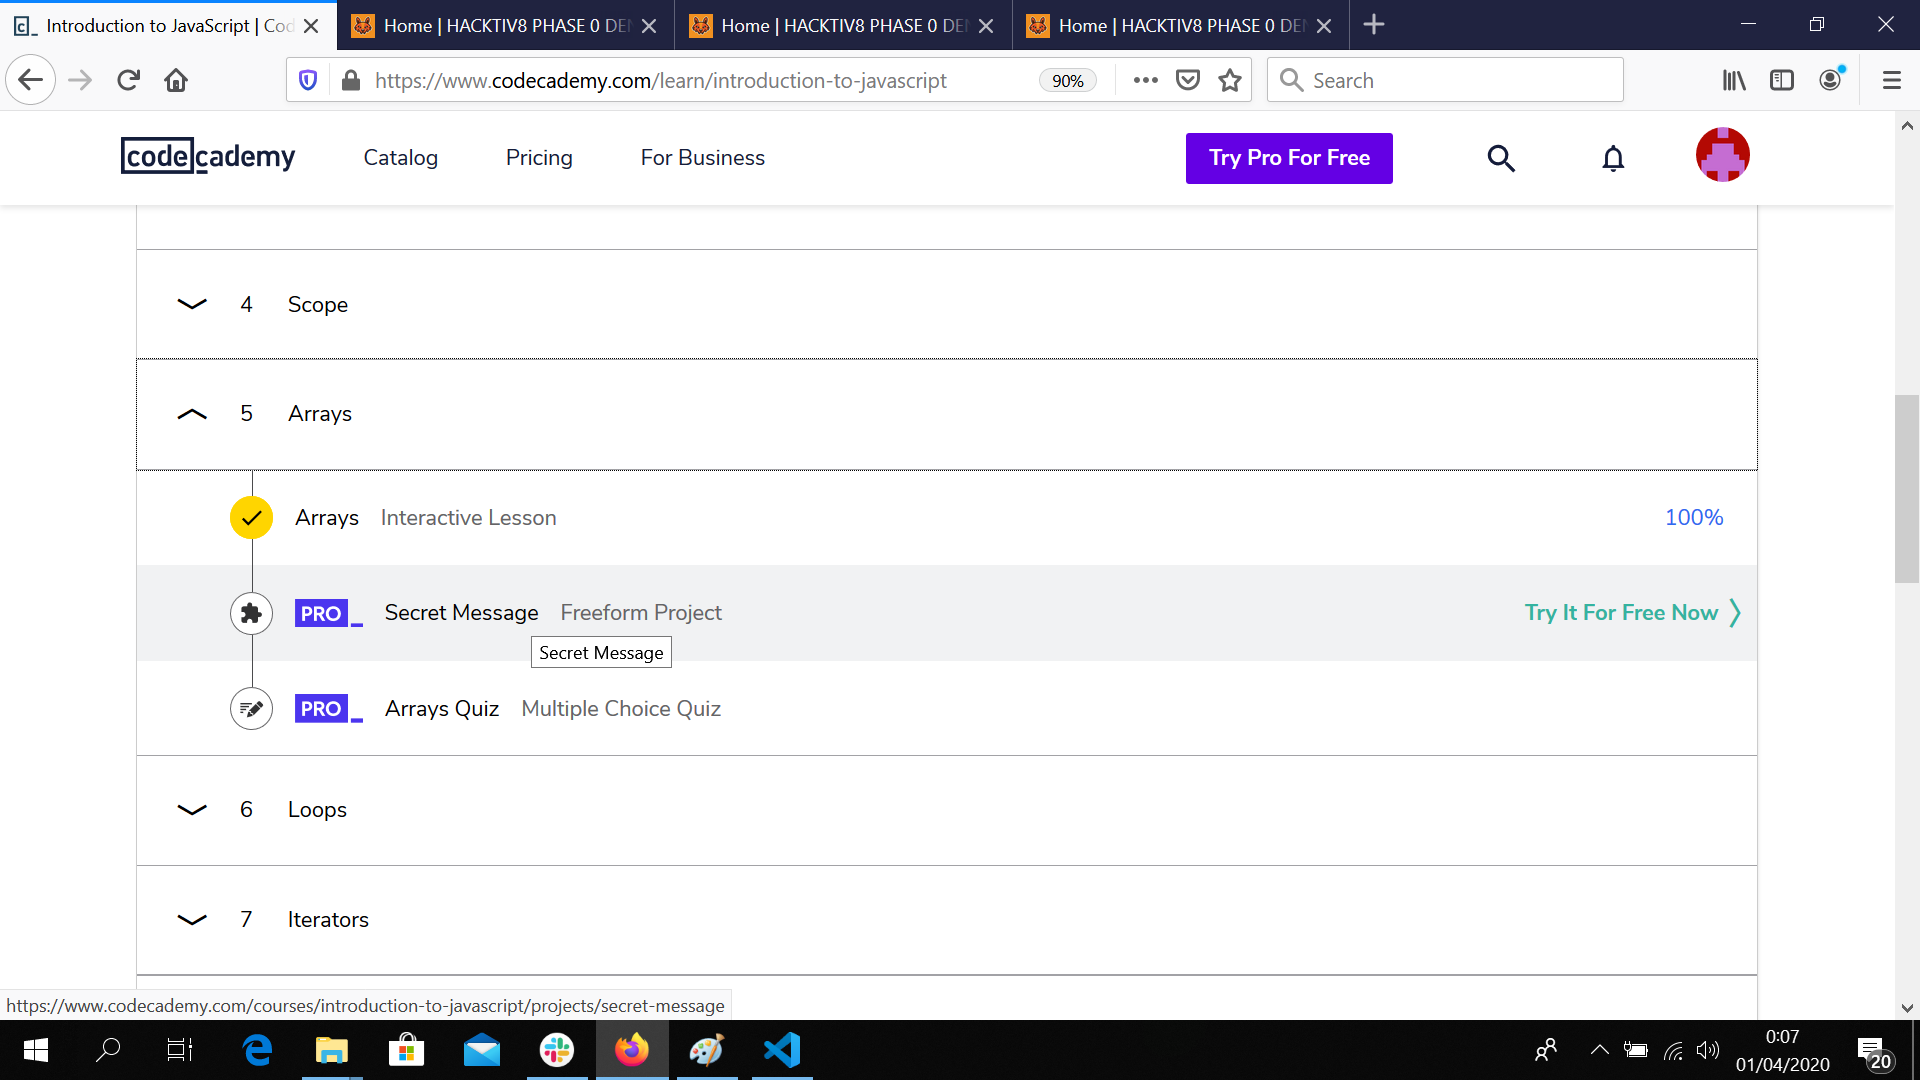 Introduction to JavaScript | Cod
Home | HACKTIV8 PHASE 0 DE
Home | HACKTIV8 PHASE 0 DE
Home | HACKTIV8 PHASE 0 DE
https://www.codecademy.com/learn/introduction-to-javascript
90%
Search
codecademy
Catalog
Pricing
For Business
Try Pro For Free
4 Scope
5 Arrays
Arrays Interactive Lesson 100%
PRO_ Secret Message Freeform Project Try It For Free Now
Secret Message
PRO_ Arrays Quiz Multiple Choice Quiz
6 Loops
7 Iterators
https://www.codecademy.com/courses/introduction-to-javascript/projects/secret-message
0:07
01/04/2020
20